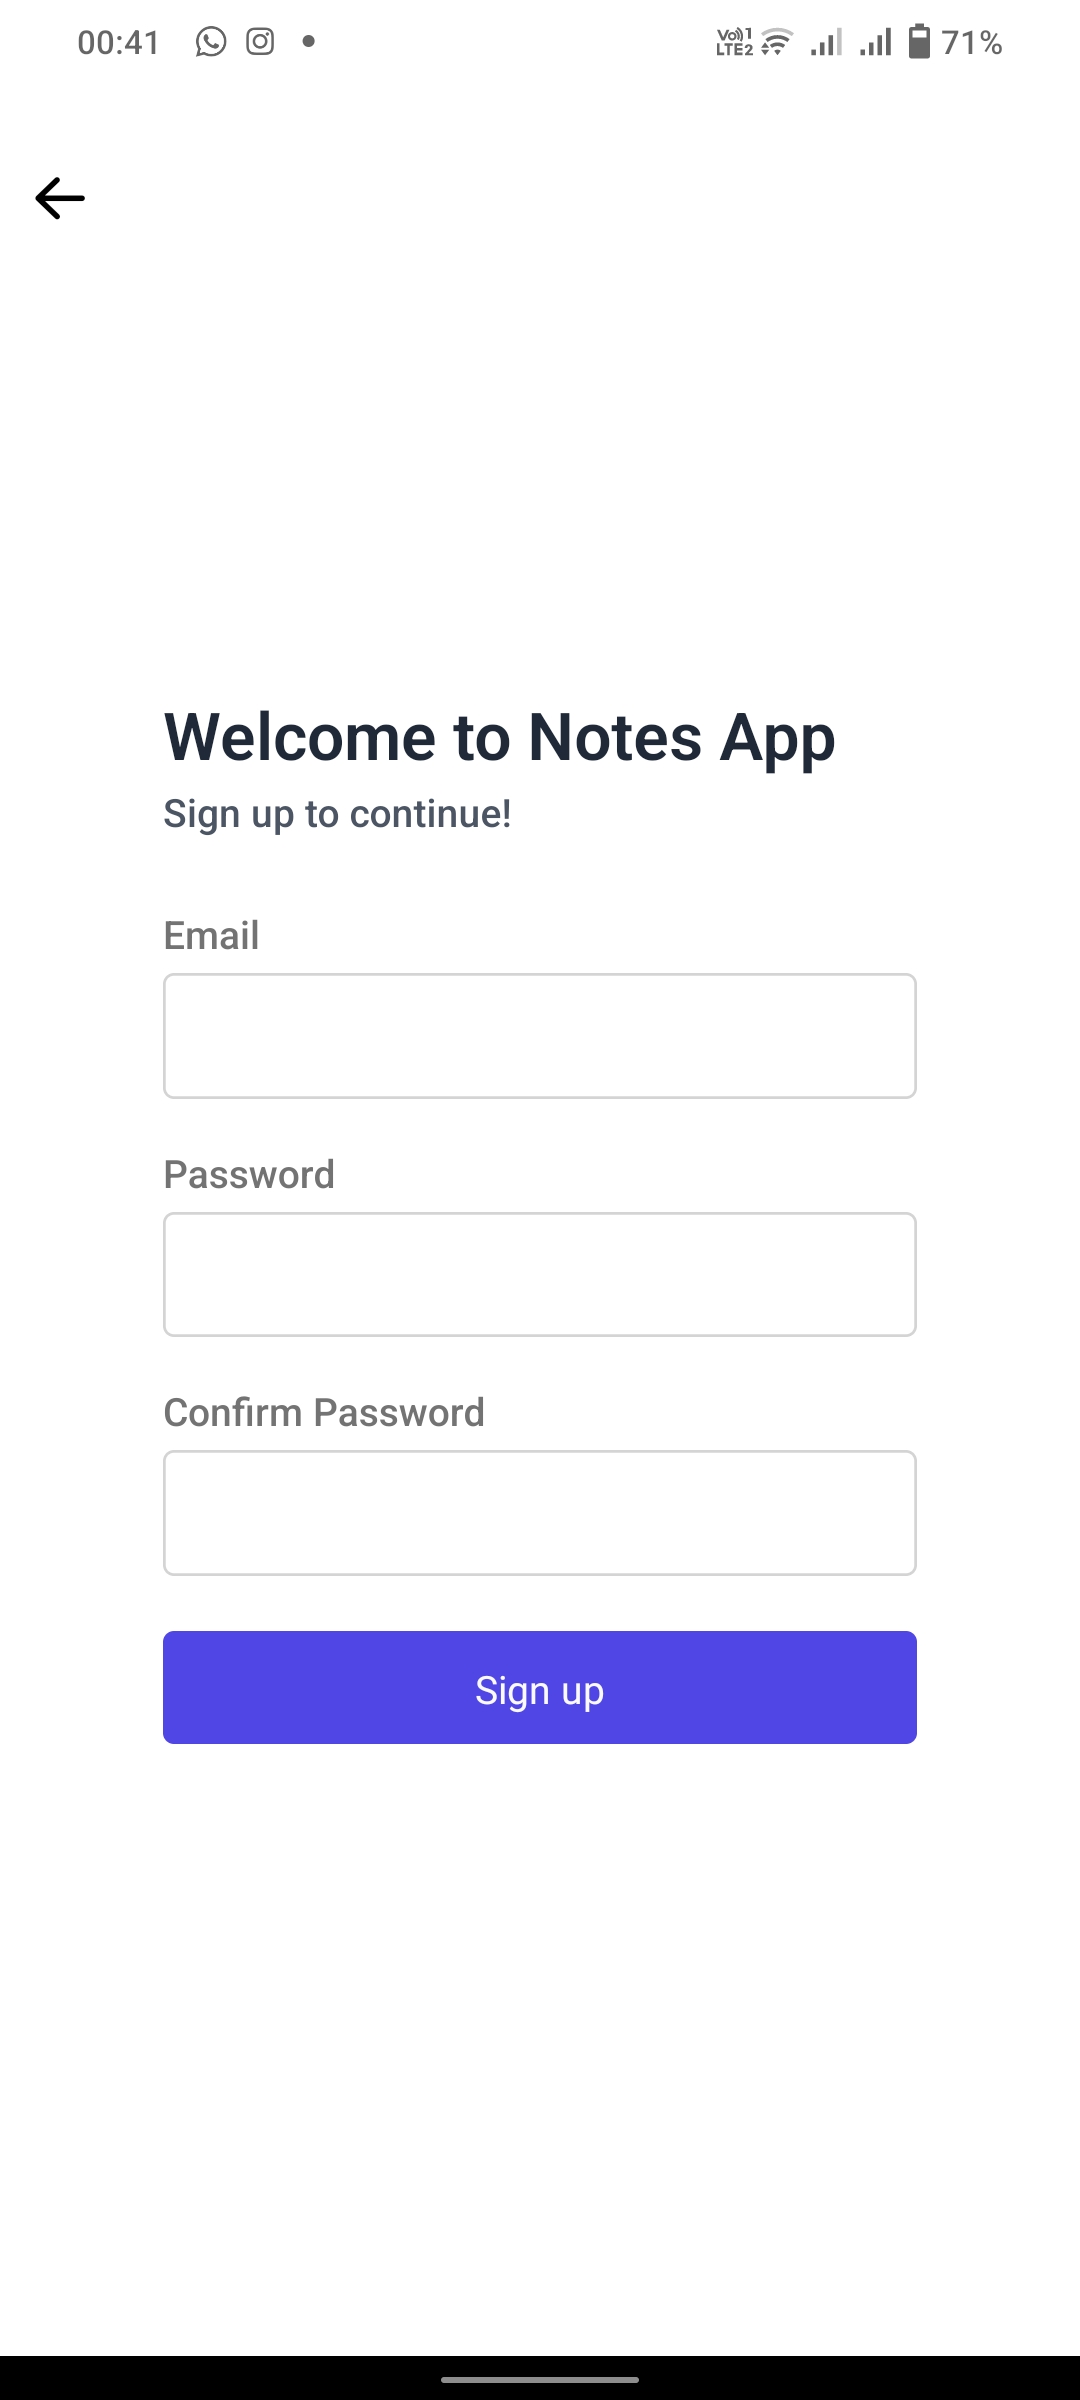 00:41 Vo)) 1 LTE2 71%
Welcome to Notes App
Sign up to continue!
Email
Password
Confirm Password
Sign up